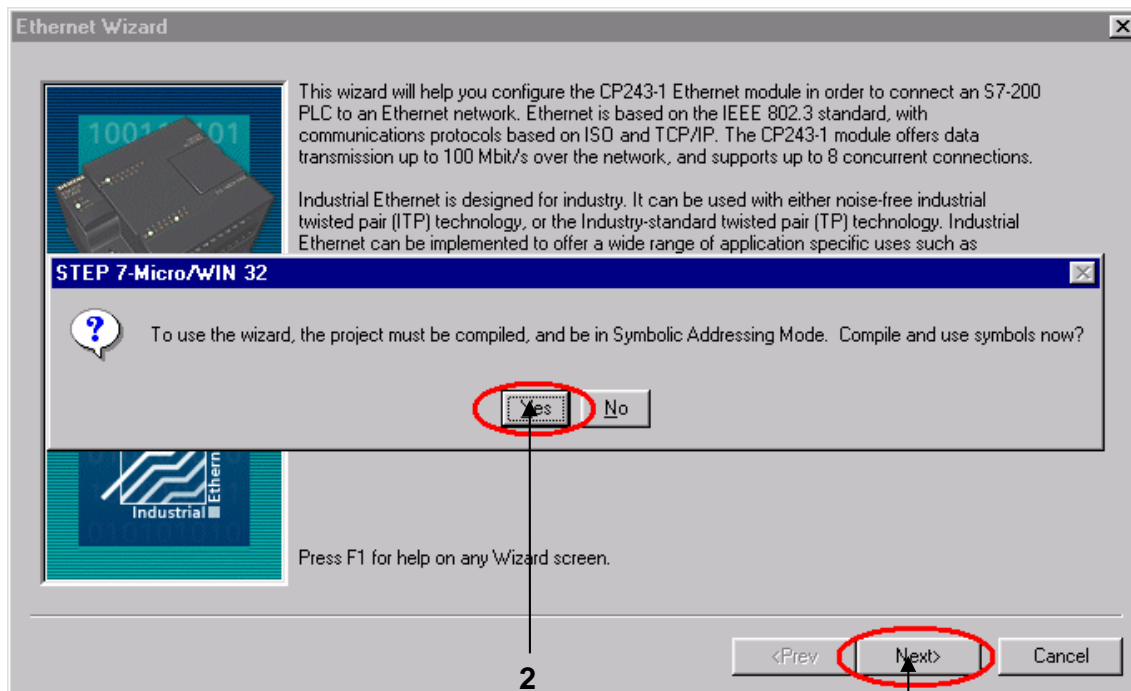 Ethernet Wizard
This wizard will help you configure the CP243-1 Ethernet module in order to connect an S7-200
PLC to an Ethernet network. Ethernet is based on the IEEE 802.3 standard, with
communications protocols based on ISO and TCP/IP. The CP243-1 module offers data
transmission up to 100 Mbit/s over the network, and supports up to 8 concurrent connections.
Industrial Ethernet is designed for industry. It can be used with either noise-free industrial
twisted pair (ITP) technology, or the Industry-standard twisted pair (TP) technology. Industrial
Ethernet can be implemented to offer a wide range of application specific uses such as
STEP 7-Micro/WIN 32
To use the wizard, the project must be compiled, and be in Symbolic Addressing Mode. Compile and use symbols now?
Yes
No
Industrial
Ethern
010101010
Press F1 for help on any Wizard screen.
<Prev
Next>
Cancel
2